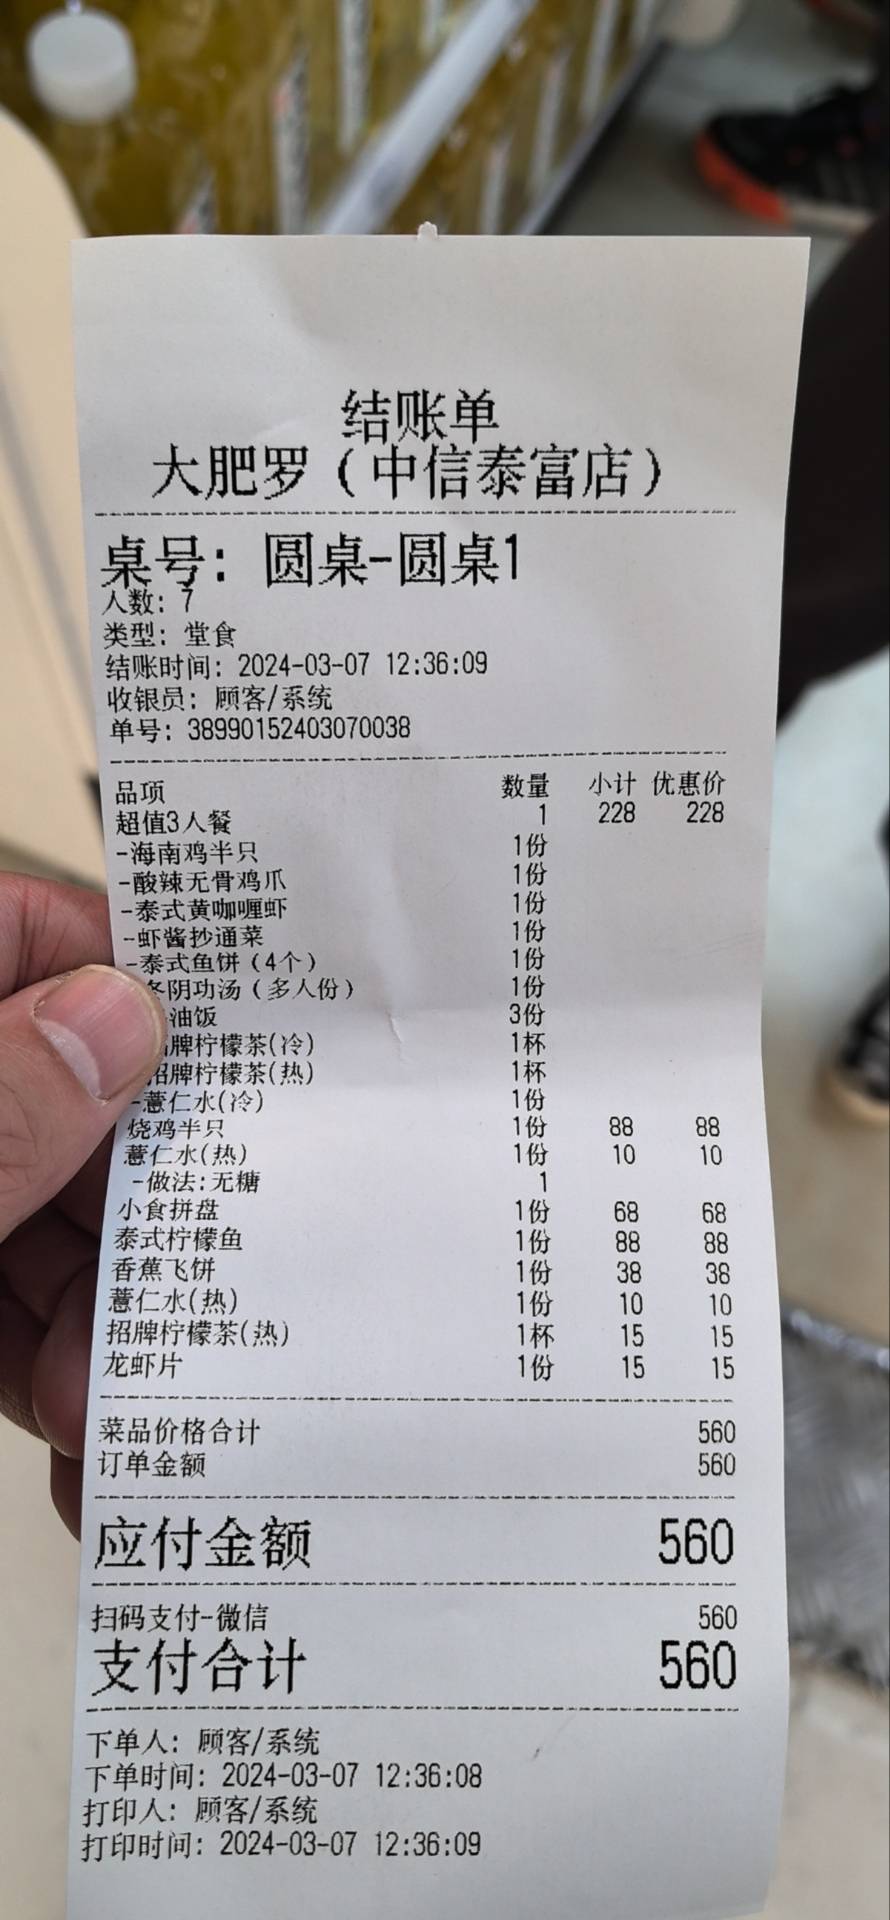 结账单
大肥罗（中信泰富店）
桌号: 圆桌-圆桌1
人数: 7
类型: 堂食
结账时间: 2024-03-07 12:36:09
收银员: 顾客/系统
单号: 38990152403070038
品项 数量 小计 优惠价
超值3人餐 1 228 228
-海南鸡半只 1份
-酸辣无骨鸡爪 1份
-泰式黄咖喱虾 1份
-虾酱抄通菜 1份
-泰式鱼饼（4个） 1份
冬阴功汤（多人份） 1份
油饭 3份
招牌柠檬茶(冷) 1杯
招牌柠檬茶(热) 1杯
-薏仁水(冷) 1份
烧鸡半只 1份 88 88
薏仁水(热) 1份 10 10
-做法:无糖 1
小食拼盘 1份 68 68
泰式柠檬鱼 1份 88 88
香蕉飞饼 1份 38 38
薏仁水(热) 1份 10 10
招牌柠檬茶(热) 1杯 15 15
龙虾片 1份 15 15
菜品价格合计 560
订单金额 560
应付金额 560
扫码支付-微信 560
支付合计 560
下单人: 顾客/系统
下单时间: 2024-03-07 12:36:08
打印人: 顾客/系统
打印时间: 2024-03-07 12:36:09